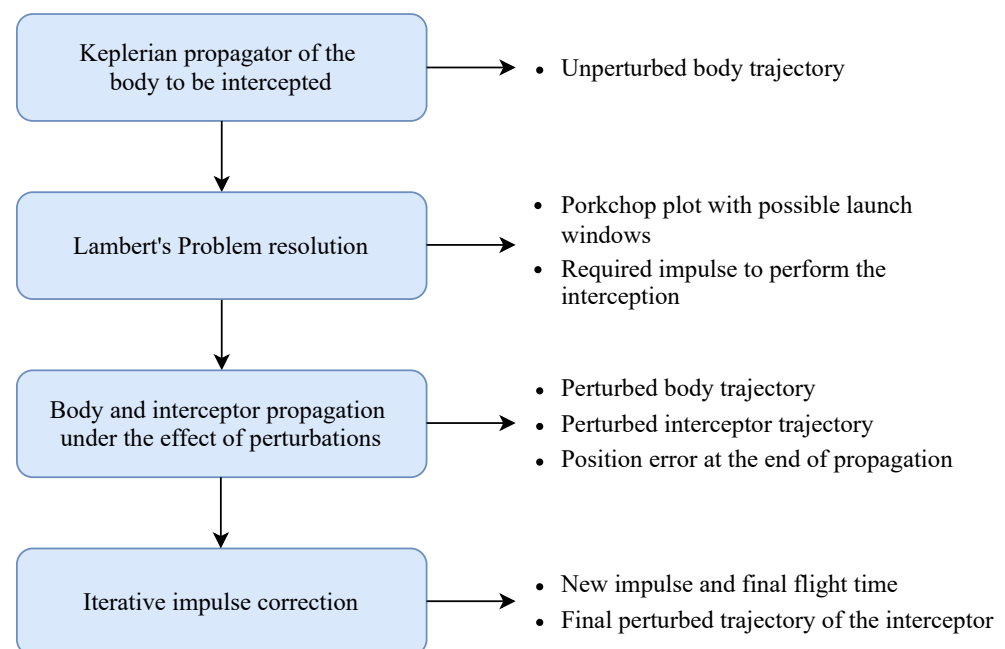 Keplerian propagator of the
body to be intercepted
• Unperturbed body trajectory
Lambert's Problem resolution
• Porkchop plot with possible launch
windows
• Required impulse to perform the
interception
Body and interceptor propagation
under the effect of perturbations
• Perturbed body trajectory
• Perturbed interceptor trajectory
• Position error at the end of propagation
Iterative impulse correction
• New impulse and final flight time
• Final perturbed trajectory of the interceptor